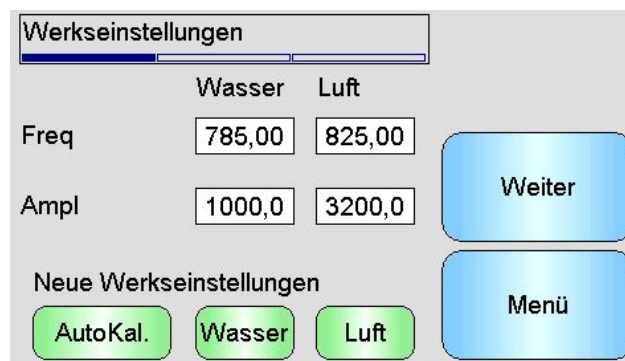 Werkseinstellungen
Wasser Luft
Freq 785,00 825,00
Weiter
Ampl 1000,0 3200,0
Neue Werkseinstellungen
Menü
AutoKal. Wasser Luft